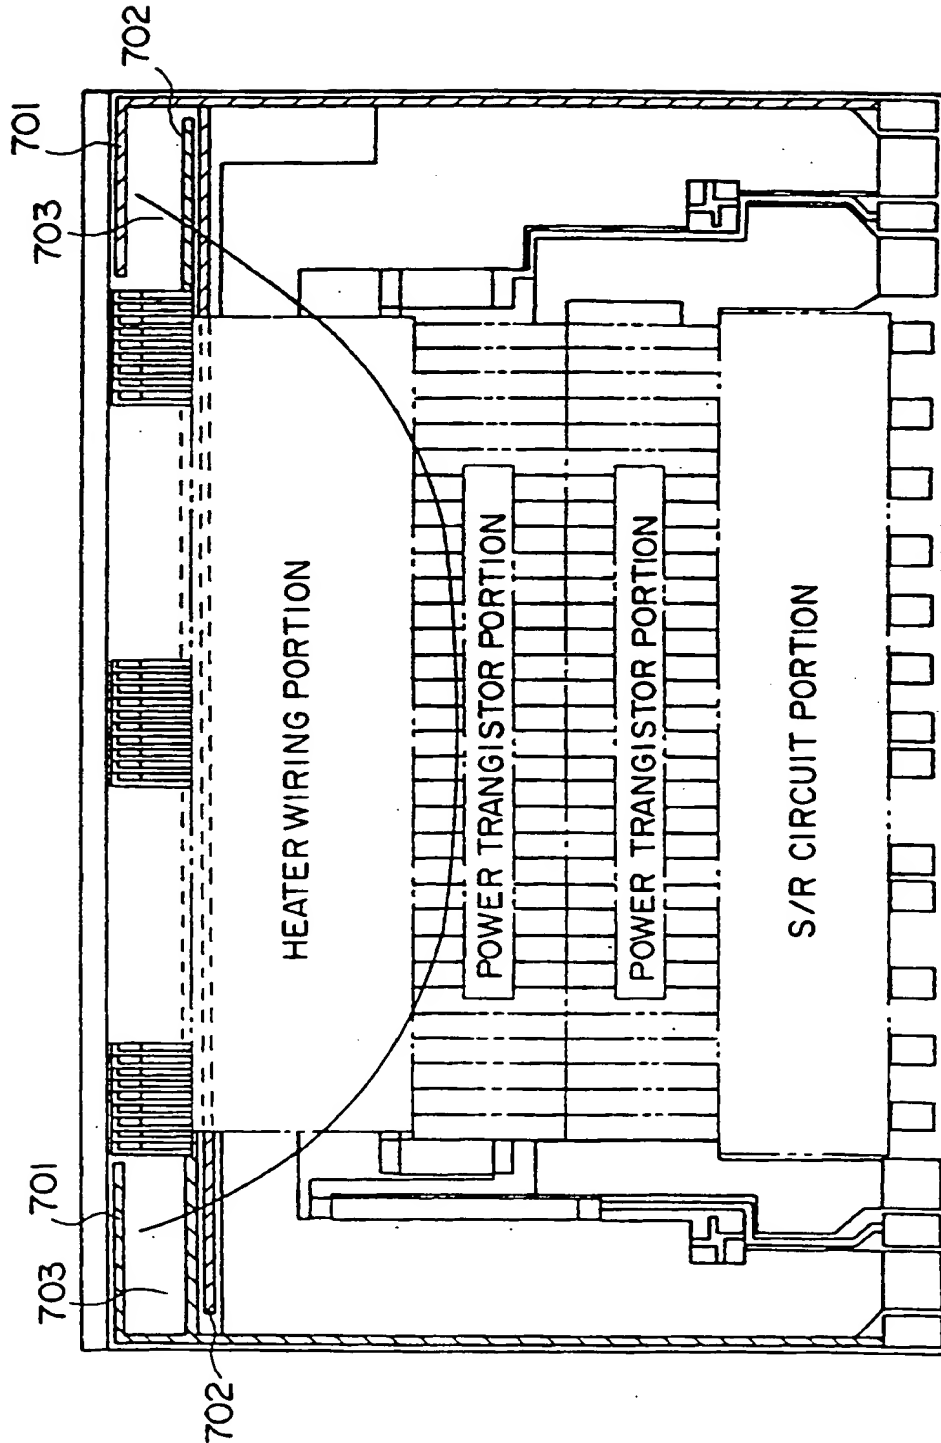 701
702
703
HEATER WIRING PORTION
POWER TRANGISTOR PORTION
POWER TRANGISTOR PORTION
S/R CIRCUIT PORTION
701
703
702